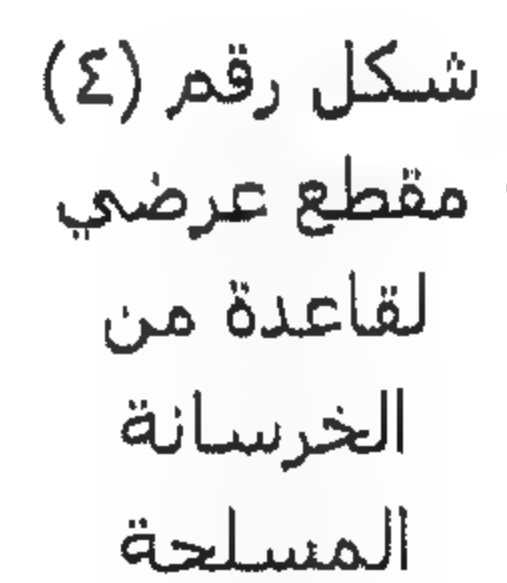 شكل رقم (٤)
مقطع عرضي
لقاعدة من
الخرسانة
المسلحة